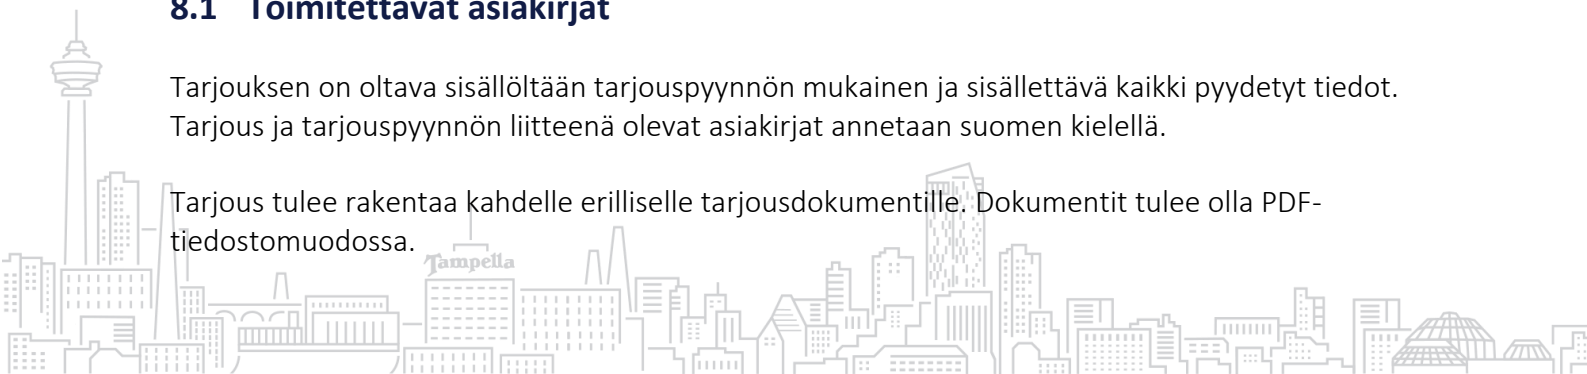 8.1 Toimitettavat asiakirjat
Tarjouksen on oltava sisällöltään tarjouspyynnön mukainen ja sisällettävä kaikki pyydetyt tiedot.
Tarjous ja tarjouspyynnön liitteenä olevat asiakirjat annetaan suomen kielellä.
Tarjous tulee rakentaa kahdelle erilliselle tarjousdokumentille. Dokumentit tulee olla PDF-
tiedostomuodossa.
Tampella